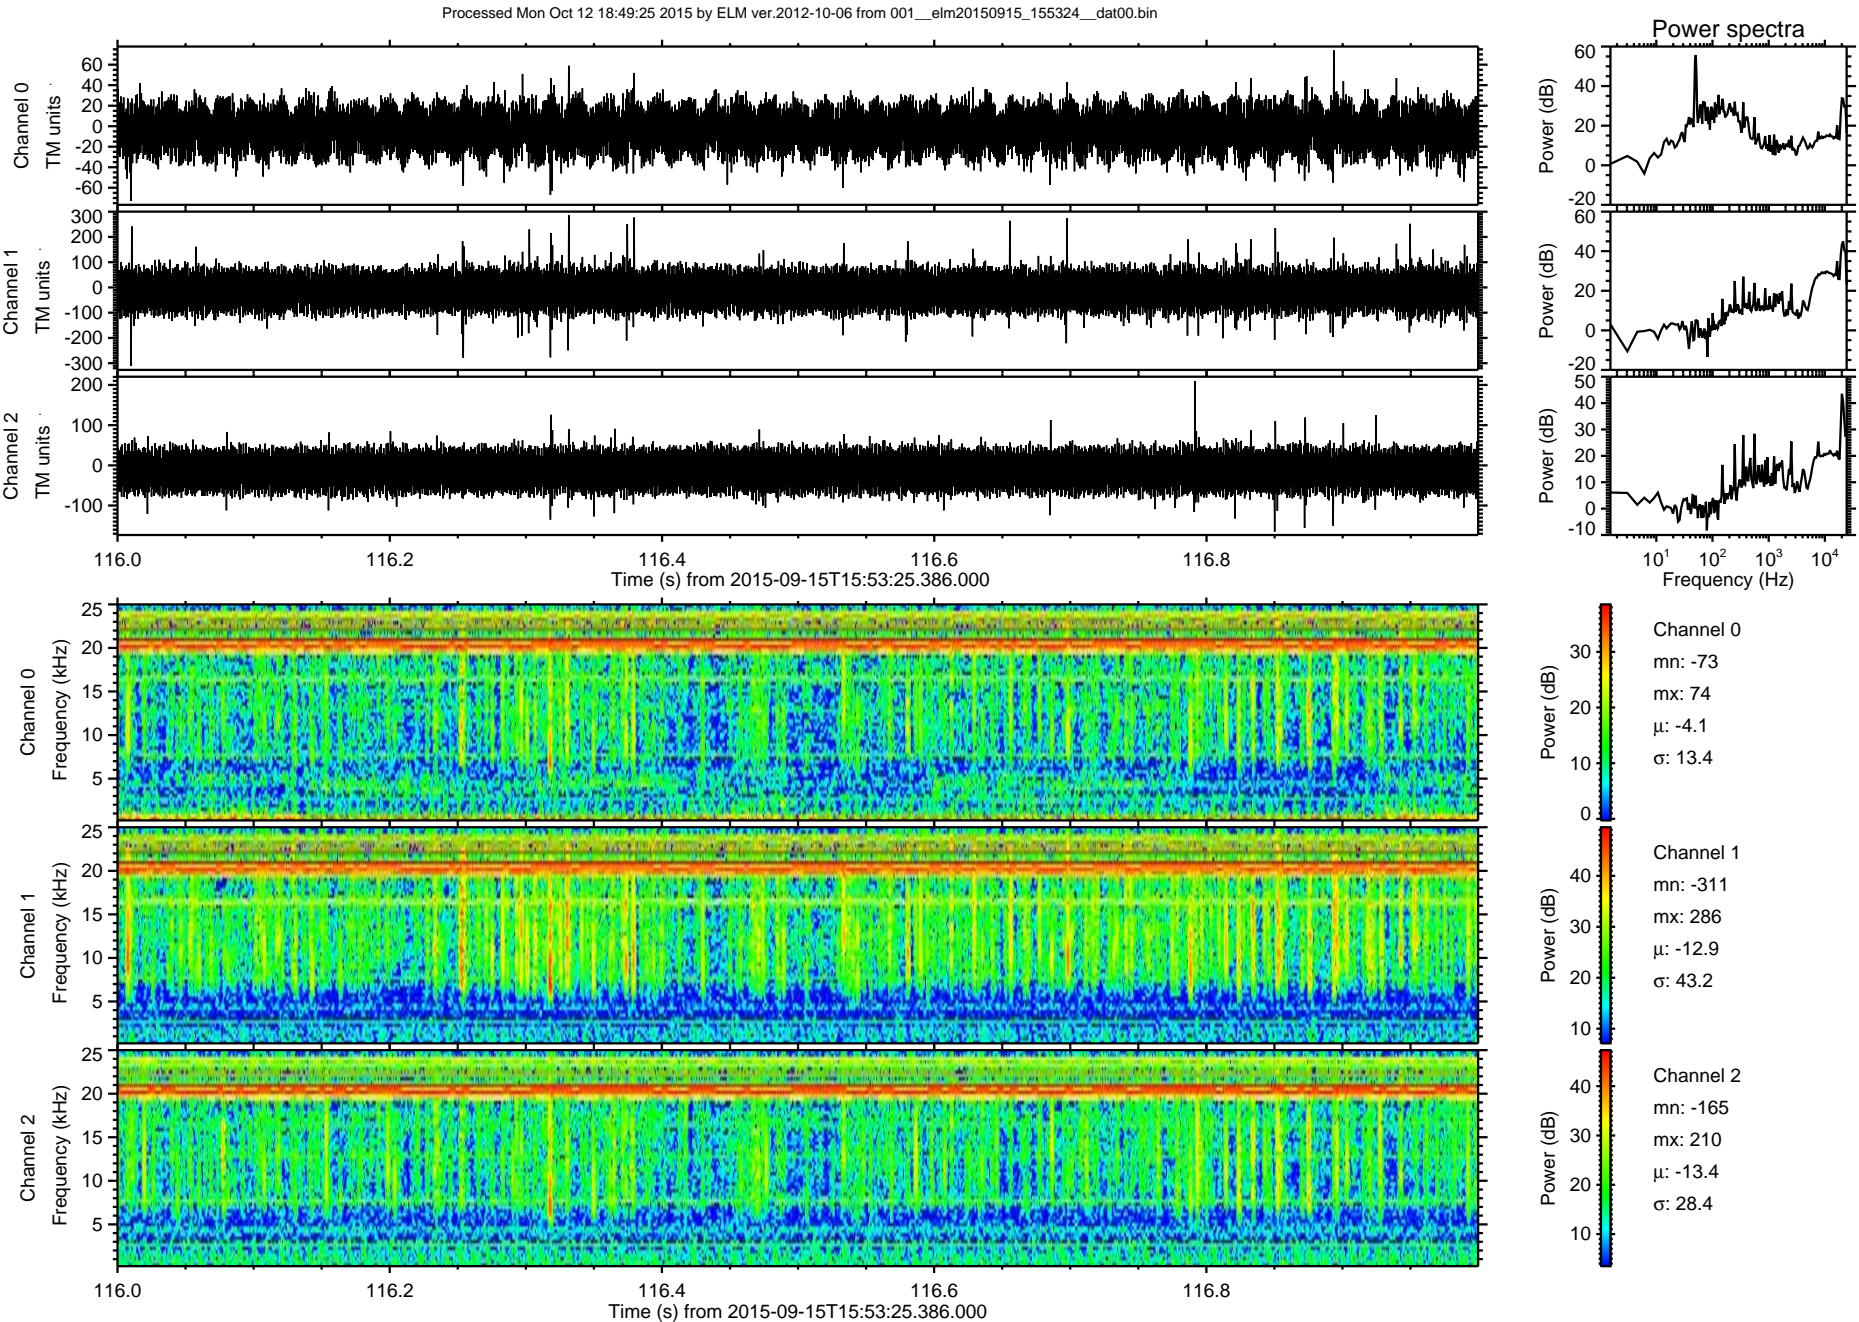 Processed Mon Oct 12 18:49:25 2015 by ELM ver.2012-10-06 from 001__elm20150915_155324__dat00.bin
Power spectra
Channel 0
TM units
60
40
20
0
-20
-40
-60
Power (dB)
60
40
20
0
-20
Channel 1
TM units
300
200
100
0
-100
-200
-300
Power (dB)
60
40
20
0
-20
Channel 2
TM units
200
100
0
-100
Power (dB)
50
40
30
20
10
0
-10
116.0 116.2 116.4 116.6 116.8
Time (s) from 2015-09-15T15:53:25.386.000
10^1 10^2 10^3 10^4
Frequency (Hz)
Channel 0
Frequency (kHz)
25
20
15
10
5
Power (dB)
30
20
10
0
Channel 0
mn: -73
mx: 74
μ: -4.1
σ: 13.4
Channel 1
Frequency (kHz)
25
20
15
10
5
Power (dB)
40
30
20
10
Channel 1
mn: -311
mx: 286
μ: -12.9
σ: 43.2
Channel 2
Frequency (kHz)
25
20
15
10
5
Power (dB)
40
30
20
10
Channel 2
mn: -165
mx: 210
μ: -13.4
σ: 28.4
116.0 116.2 116.4 116.6 116.8
Time (s) from 2015-09-15T15:53:25.386.000